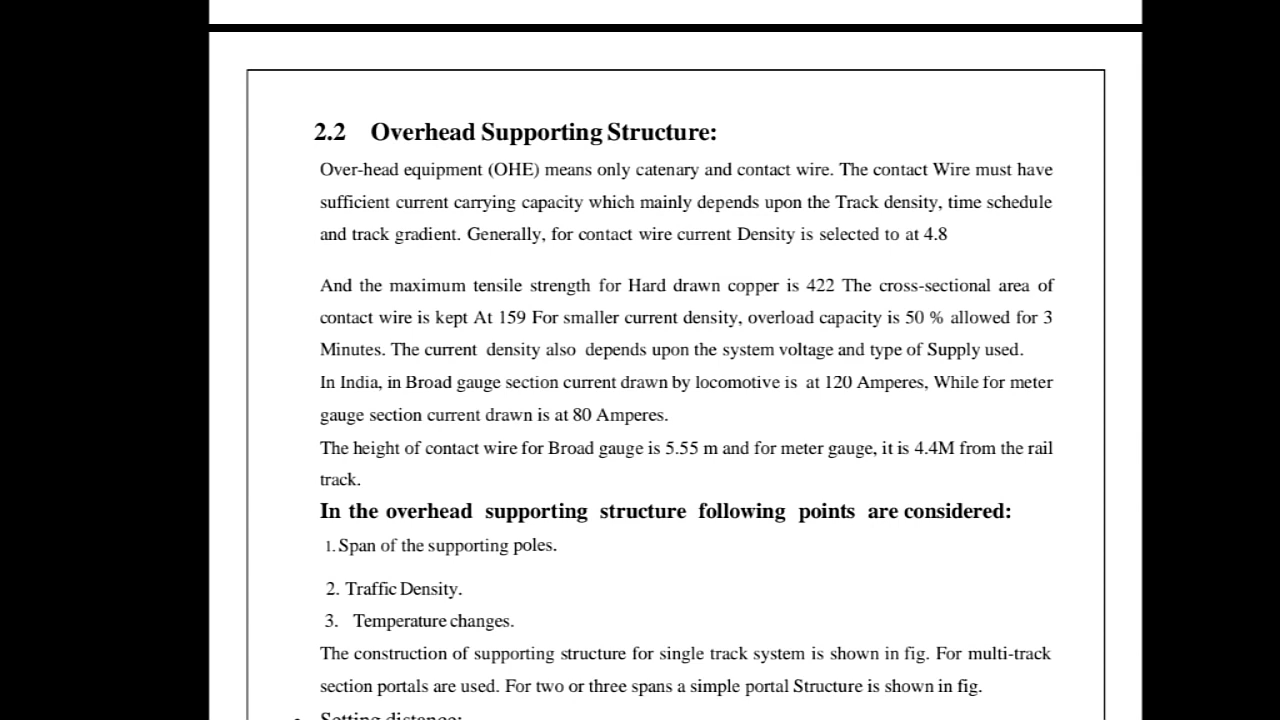 2.2 Overhead Supporting Structure:
Over-head equipment (OHE) means only catenary and contact wire. The contact Wire must have
sufficient current carrying capacity which mainly depends upon the Track density, time schedule
and track gradient. Generally, for contact wire current Density is selected to at 4.8
And the maximum tensile strength for Hard drawn copper is 422 The cross-sectional area of
contact wire is kept At 159 For smaller current density, overload capacity is 50 % allowed for 3
Minutes. The current density also depends upon the system voltage and type of Supply used.
In India, in Broad gauge section current drawn by locomotive is at 120 Amperes, While for meter
gauge section current drawn is at 80 Amperes.
The height of contact wire for Broad gauge is 5.55 m and for meter gauge, it is 4.4M from the rail
track.
In the overhead supporting structure following points are considered:
1. Span of the supporting poles.
2. Traffic Density.
3. Temperature changes.
The construction of supporting structure for single track system is shown in fig. For multi-track
section portals are used. For two or three spans a simple portal Structure is shown in fig.
Setting distance: